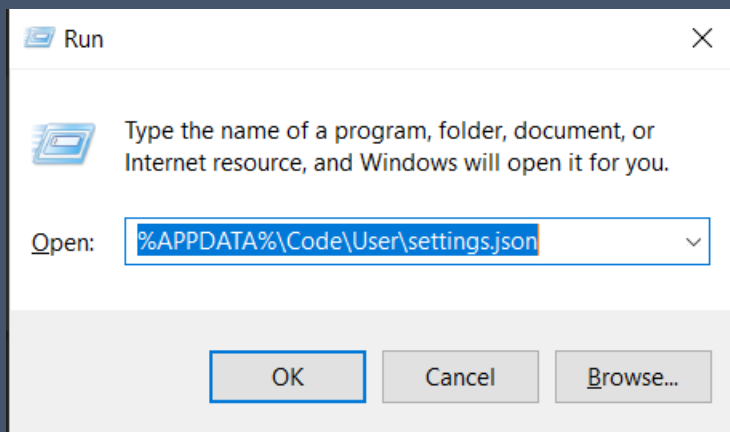 Run
Type the name of a program, folder, document, or
Internet resource, and Windows will open it for you.
Open: %APPDATA%\Code\User\settings.json
OK Cancel Browse...